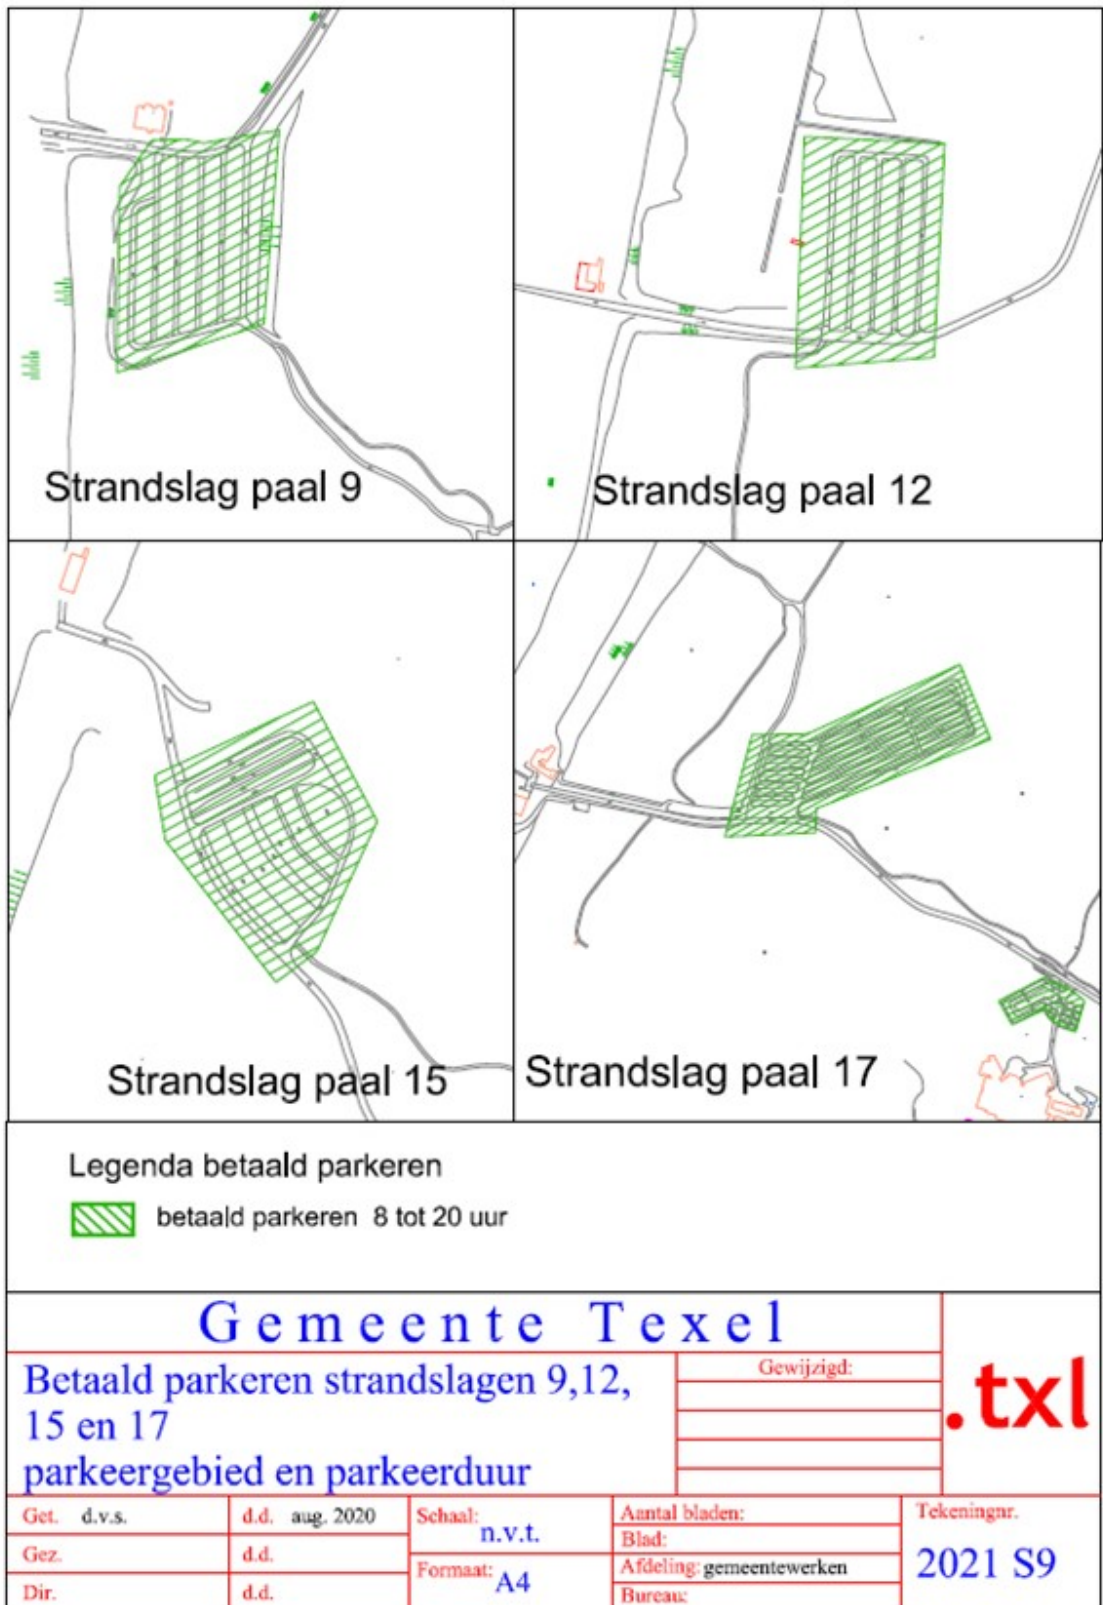 Strandslag paal 9
Strandslag paal 12
Strandslag paal 15
Strandslag paal 17
Legenda betaald parkeren
betaald parkeren 8 tot 20 uur
Gemeente Texel
Betaald parkeren strandslagen 9,12,
15 en 17
parkeergebied en parkeerduur
Gewijzigd:
.txl
Get. d.v.s.
d.d. aug. 2020
Gez.
d.d.
Dir.
d.d.
Schaal:
n.v.t.
Formaat: A4
Aantal bladen:
Blad:
Afdeling: gemeentewerken
Bureau:
Tekeningnr.
2021 S9